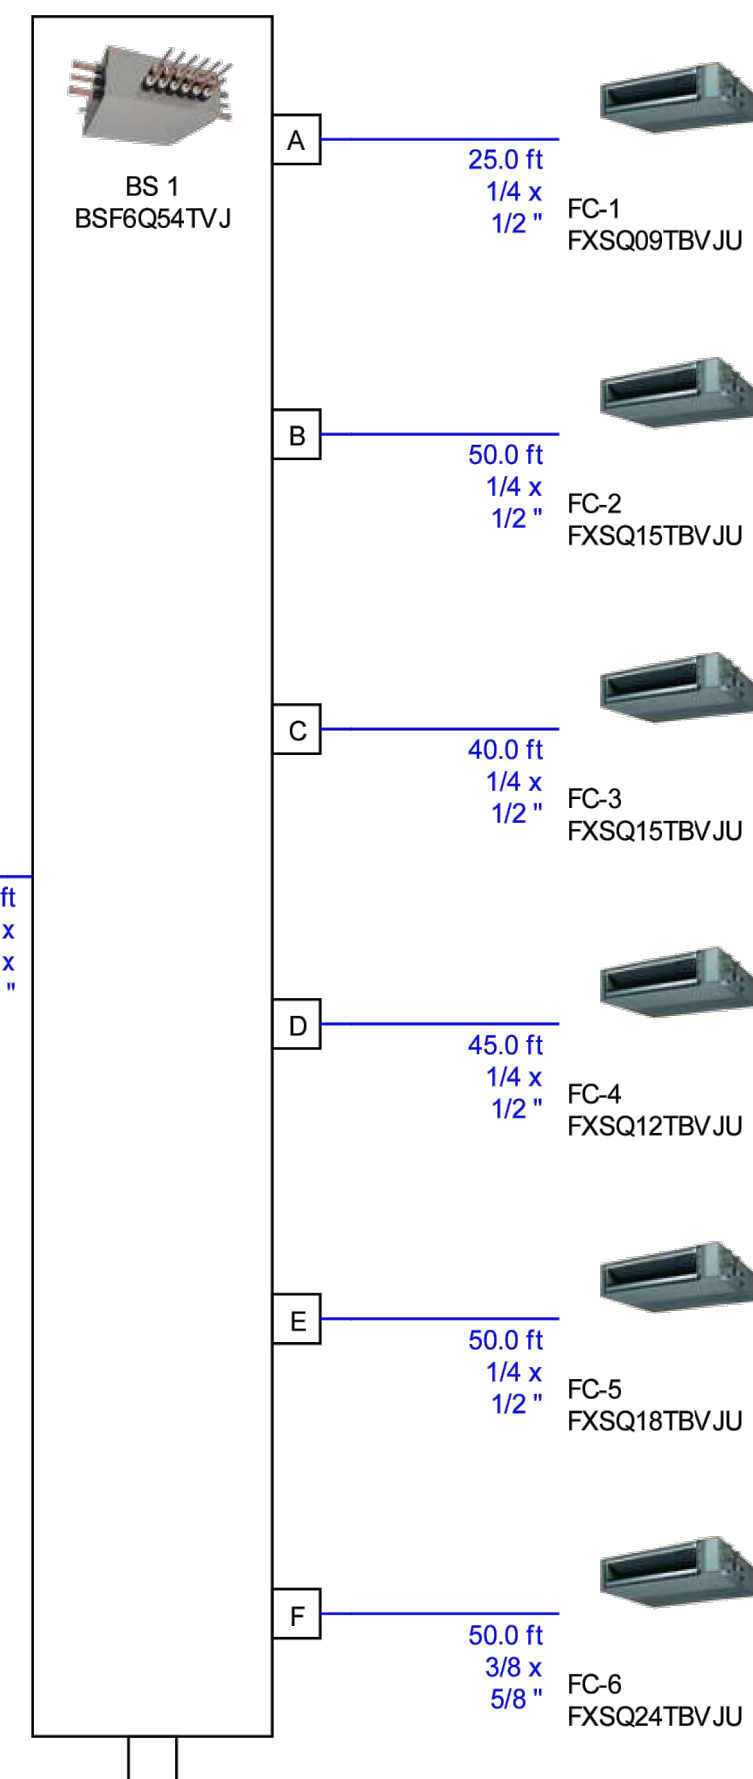 BS 1
BSF6Q54TVJ
A
25.0 ft
1/4 x
1/2 "
FC-1
FXSQ09TBVJU
B
50.0 ft
1/4 x
1/2 "
FC-2
FXSQ15TBVJU
C
40.0 ft
1/4 x
1/2 "
FC-3
FXSQ15TBVJU
ft
x
x
"
D
45.0 ft
1/4 x
1/2 "
FC-4
FXSQ12TBVJU
E
50.0 ft
1/4 x
1/2 "
FC-5
FXSQ18TBVJU
F
50.0 ft
3/8 x
5/8 "
FC-6
FXSQ24TBVJU